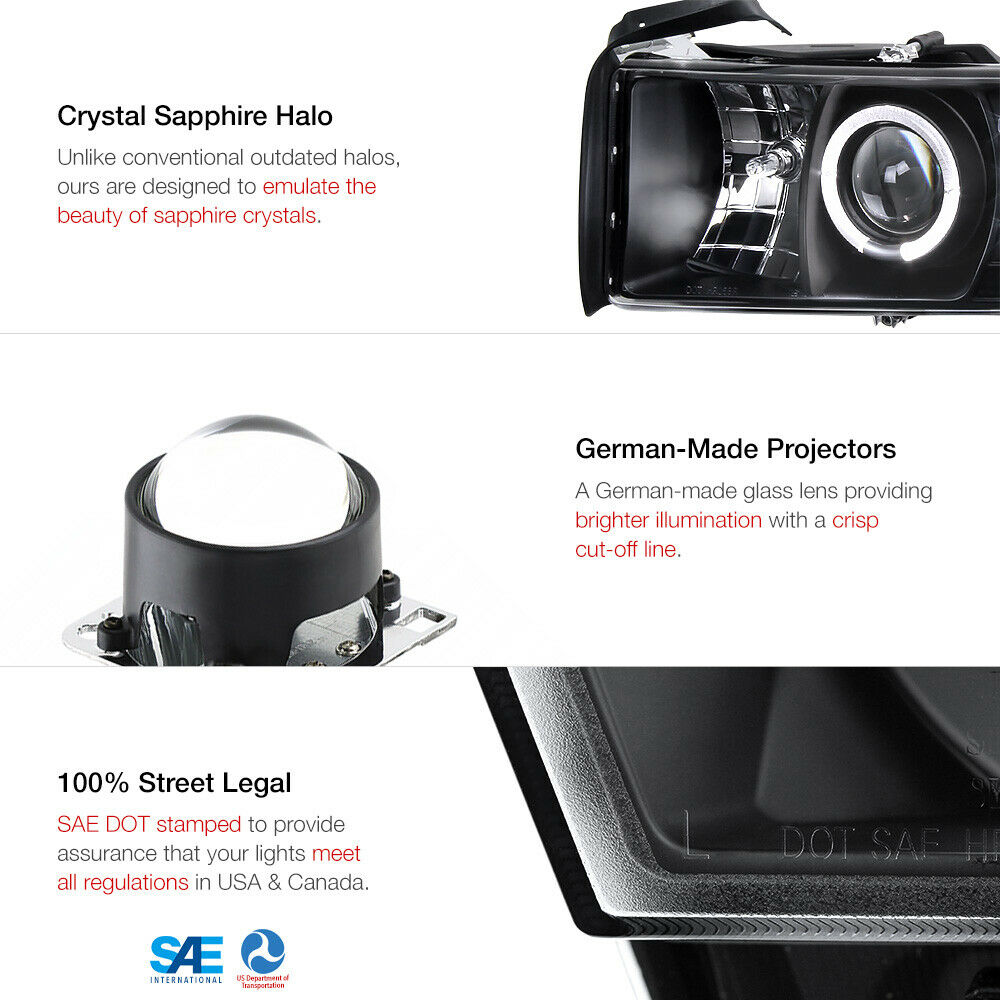 Crystal Sapphire Halo
Unlike conventional outdated halos,
ours are designed to emulate the
beauty of sapphire crystals.
German-Made Projectors
A German-made glass lens providing
brighter illumination with a crisp
cut-off line.
100% Street Legal
SAE DOT stamped to provide
assurance that your lights meet
all regulations in USA & Canada.
L DOT SAE
SAE
INTERNATIONAL
US Department of
Transportation